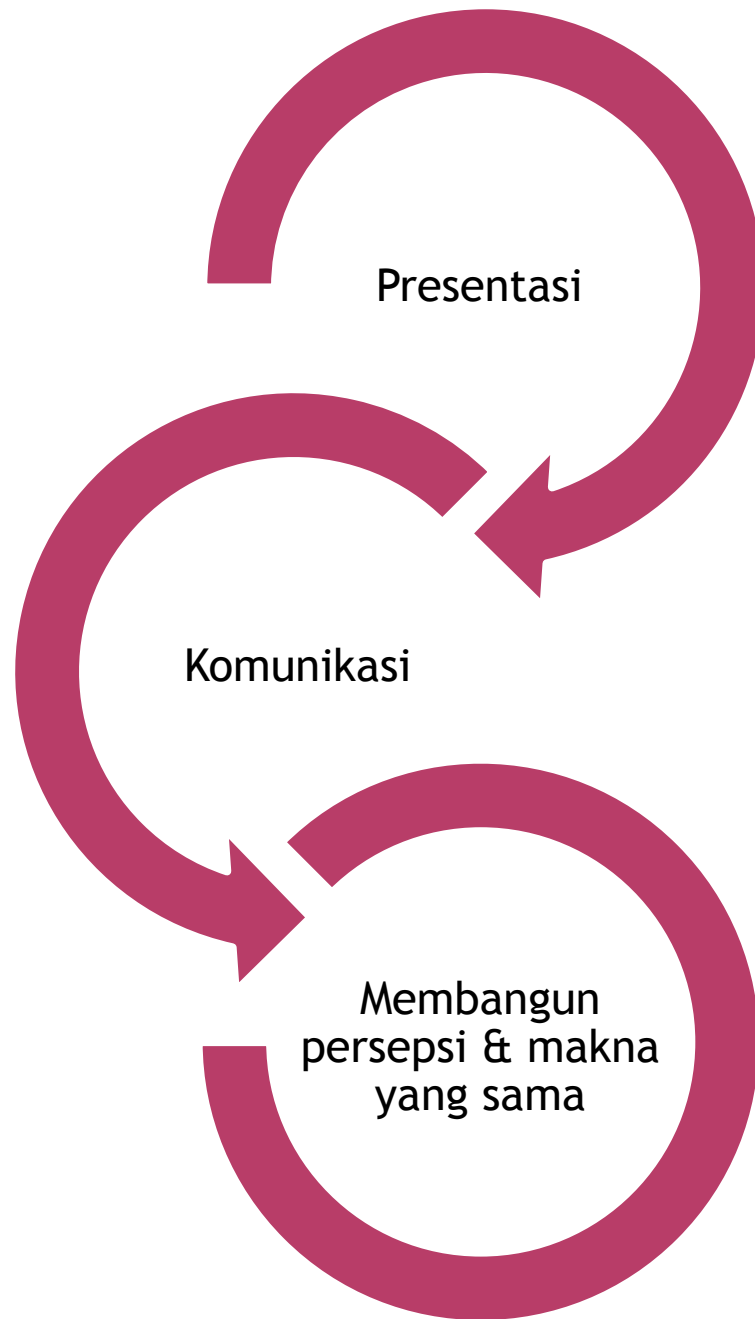 Presentasi
Komunikasi
Membangun
persepsi & makna
yang sama